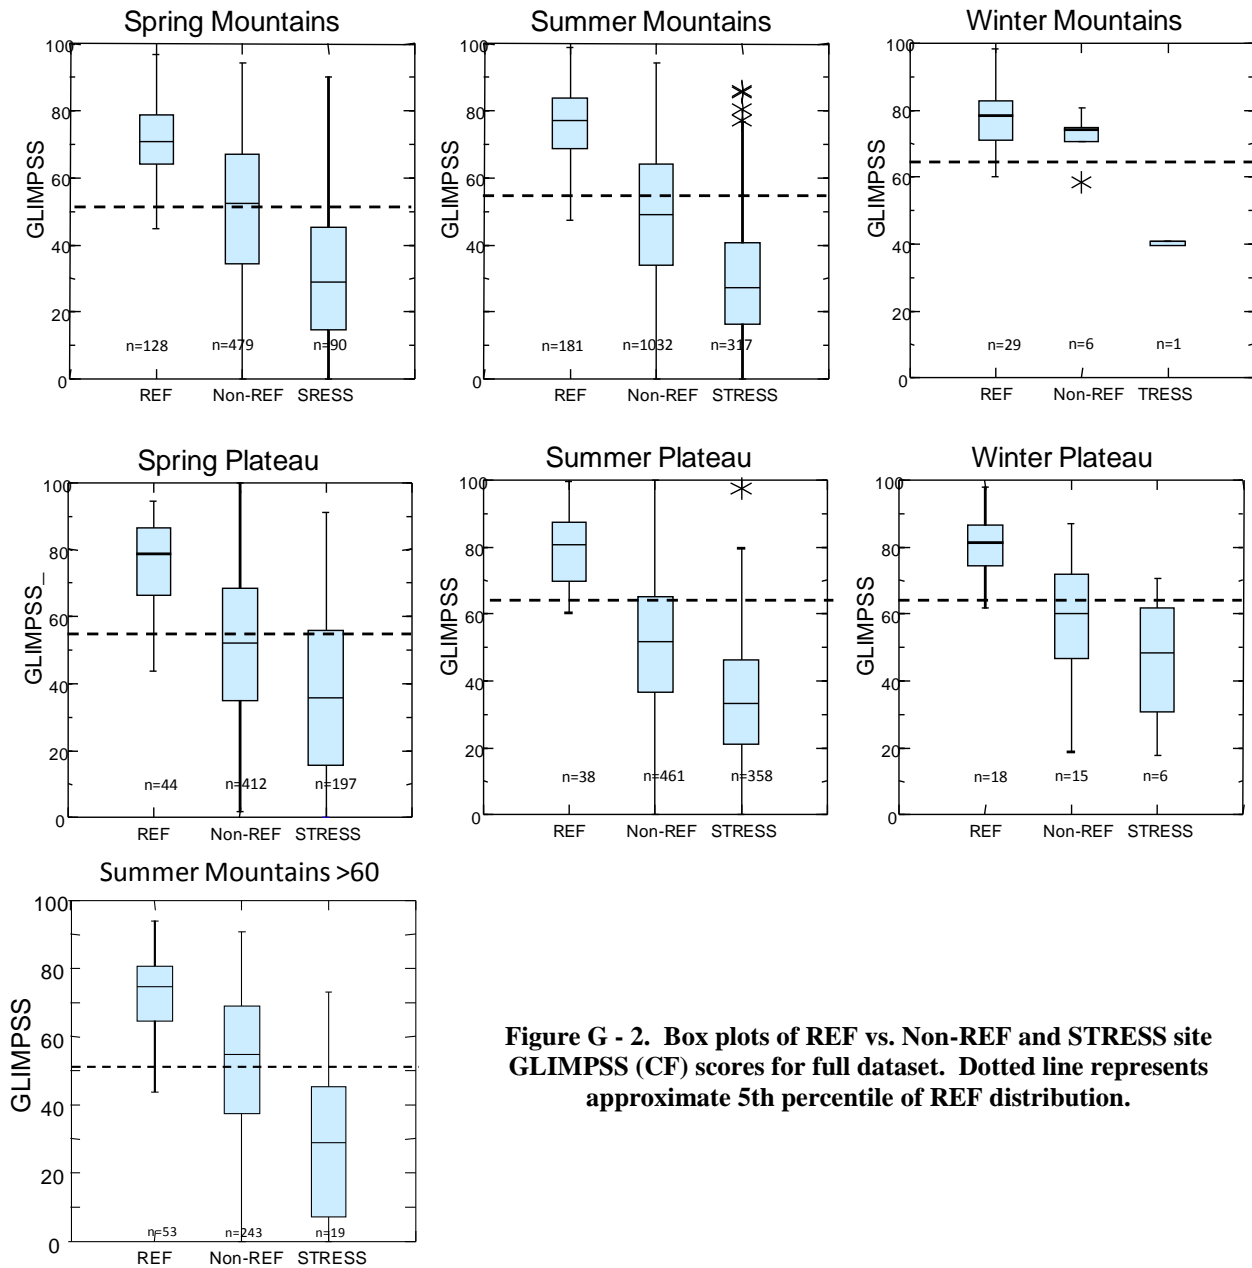 Spring Mountains
GLIMPSS
100
80
60
40
20
0
n=128
n=479
n=90
REF
Non-REF
SRESS
Summer Mountains
GLIMPSS
100
80
60
40
20
0
n=181
n=1032
n=317
REF
Non-REF
STRESS
Winter Mountains
GLIMPSS
100
80
60
40
20
0
n=29
n=6
n=1
REF
Non-REF
TRESS
Spring Plateau
GLIMPSS_
100
80
60
40
20
0
n=44
n=412
n=197
REF
Non-REF
STRESS
Summer Plateau
GLIMPSS
100
80
60
40
20
0
n=38
n=461
n=358
REF
Non-REF
STRESS
Winter Plateau
GLIMPSS
100
80
60
40
20
0
n=18
n=15
n=6
REF
Non-REF
STRESS
Summer Mountains >60
GLIMPSS
100
80
60
40
20
0
n=53
n=243
n=19
REF
Non-REF
STRESS
Figure G - 2. Box plots of REF vs. Non-REF and STRESS site
GLIMPSS (CF) scores for full dataset. Dotted line represents
approximate 5th percentile of REF distribution.